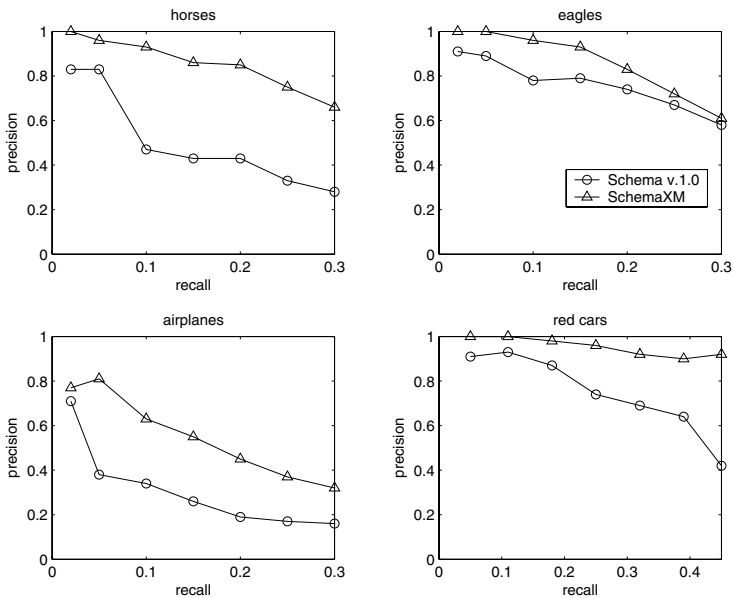 horses
1
0.8
0.6
0.4
0.2
0
0 0.1 0.2 0.3
precision
recall
eagles
1
0.8
0.6
0.4
0.2
0
0 0.1 0.2 0.3
precision
recall
Schema v.1.0
SchemaXM
airplanes
1
0.8
0.6
0.4
0.2
0
0 0.1 0.2 0.3
precision
recall
red cars
1
0.8
0.6
0.4
0.2
0
0 0.1 0.2 0.3 0.4
precision
recall